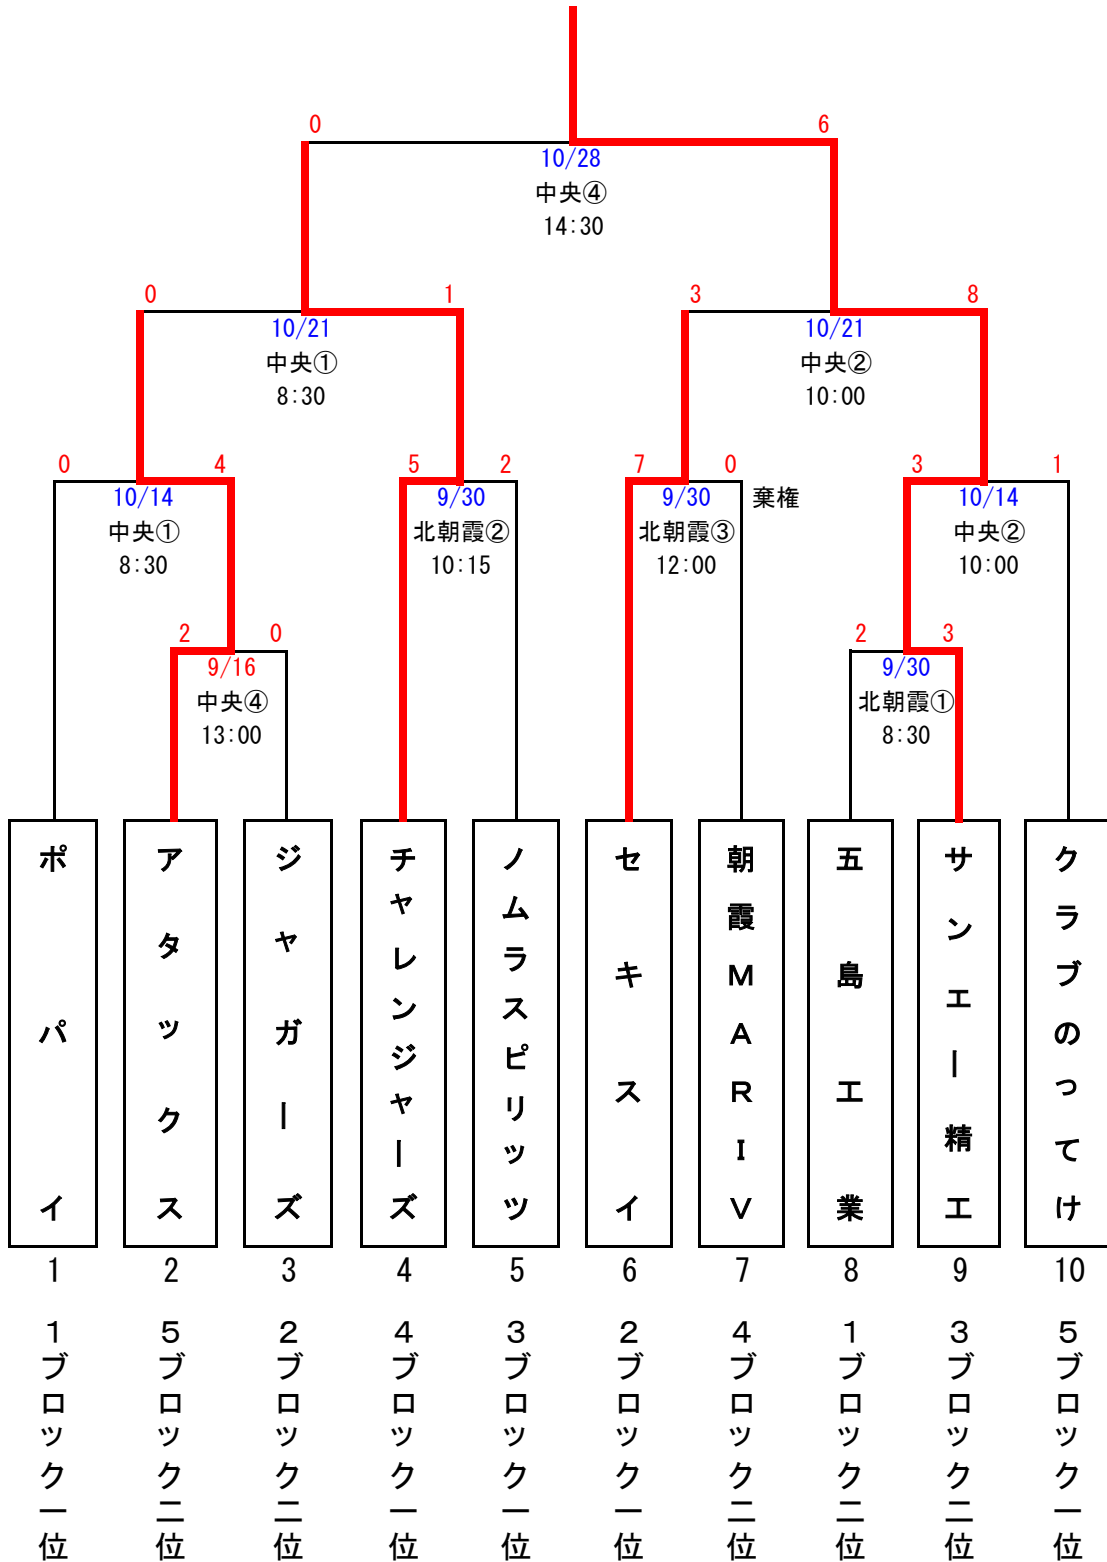 0 6
10/28
中央④
14:30
0 1 3 8
10/21 10/21
中央① 中央②
8:30 10:00
0 4 5 2 7 0 3 1
10/14 9/30 9/30 棄権 10/14
中央① 北朝霞② 北朝霞③ 中央②
8:30 10:15 12:00 10:00
2 0 2 3
9/16 9/30
中央④ 北朝霞①
13:00 8:30
ポパイ
アタックス
ジャガーズ
チャレンジャーズ
ノムラスピリッツ
セキスイ
朝霞MARIV
五島工業
サンエー精工
クラブのってけ
1 2 3 4 5 6 7 8 9 10
1ブロック一位
5ブロック二位
2ブロック二位
4ブロック一位
3ブロック一位
2ブロック一位
4ブロック二位
1ブロック二位
3ブロック二位
5ブロック一位